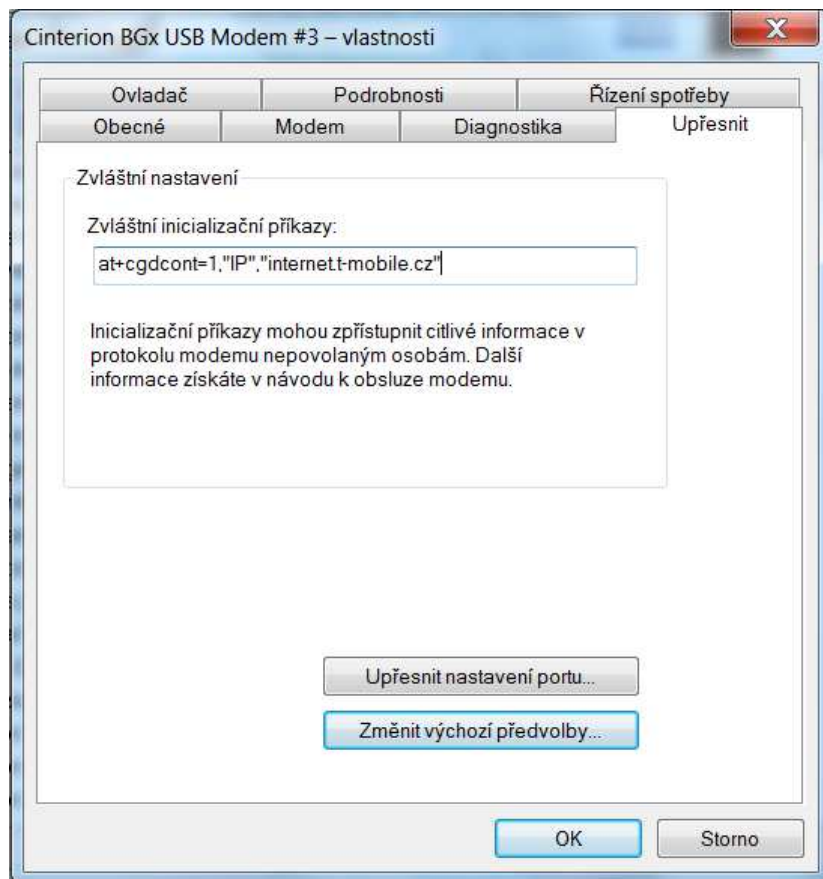 Cinterion BGx USB Modem #3 – vlastnosti
Ovladač Podrobnosti Řízení spotřeby
Obecné Modem Diagnostika Upřesnit
Zvláštní nastavení
Zvláštní inicializační příkazy:
at+cgdcont=1,"IP","internet.t-mobile.cz"
Inicializační příkazy mohou zpřístupnit citlivé informace v
protokolu modemu nepovolaným osobám. Další
informace získáte v návodu k obsluze modemu.
Upřesnit nastavení portu...
Změnit výchozí předvolby...
OK Storno